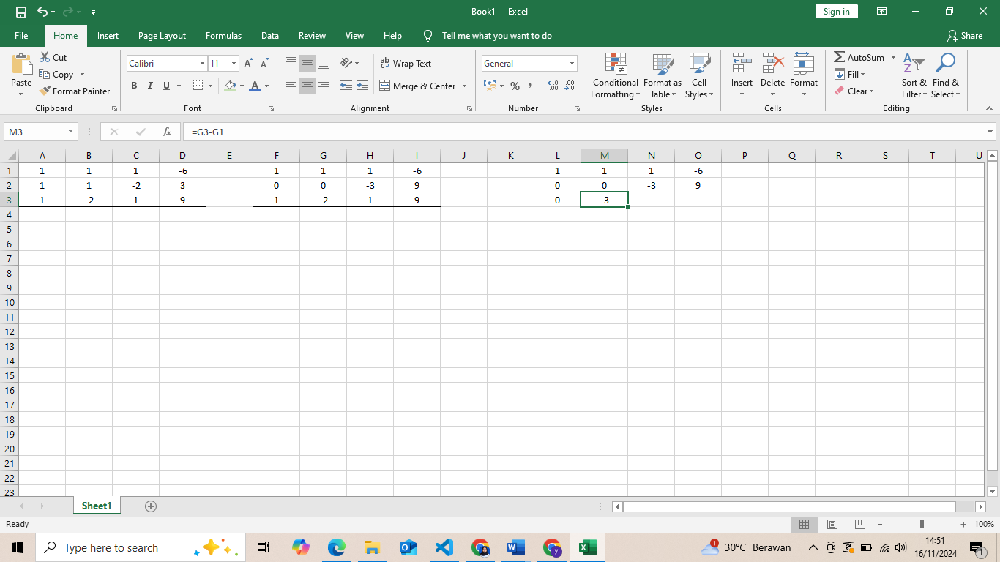 Book1 - Excel
Sign in
File Home Insert Page Layout Formulas Data Review View Help Tell me what you want to do Share
Paste Cut Copy Format Painter Clipboard
Calibri 11 A A B I U A Font
ab Wrap Text Merge & Center Alignment
General % , .00 .00 Number
Conditional Formatting Format as Table Cell Styles Styles
Insert Delete Format Cells
AutoSum Fill Clear Sort & Filter Find & Select Editing
M3 fx =G3-G1
A B C D E F G H I J K L M N O P Q R S T U
1 1 1 1 -6 1 1 1 -6 1 1 1 -6
2 1 1 -2 3 0 0 -3 9 0 0 -3 9
3 1 -2 1 9 1 -2 1 9 0 -3
4
5
6
7
8
9
10
11
12
13
14
15
16
17
18
19
20
21
22
23
Sheet1
Ready 100%
Type here to search 30°C Berawan 14:51
16/11/2024